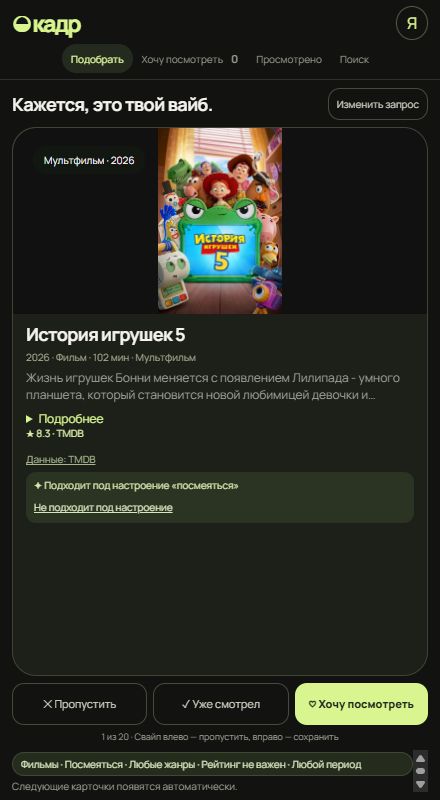 кадр
Я
Подобрать Хочу посмотреть 0 Просмотрено Поиск
Кажется, это твой вайб.
Изменить запрос
Мультфильм · 2026
ИСТОРИЯ
ИГРУШЕК
5
История игрушек 5
2026 · Фильм · 102 мин · Мультфильм
Жизнь игрушек Бонни меняется с появлением Лилипада - умного
планшета, который становится новой любимицей девочки и...
▶ Подробнее
★ 8.3 · TMDB
Данные: TMDB
✦ Подходит под настроение «посмеяться»
Не подходит под настроение
✕ Пропустить
✓ Уже смотрел
♡ Хочу посмотреть
1 из 20 · Свайп влево — пропустить, вправо — сохранить
Фильмы · Посмеяться · Любые жанры · Рейтинг не важен · Любой период
Следующие карточки появятся автоматически.